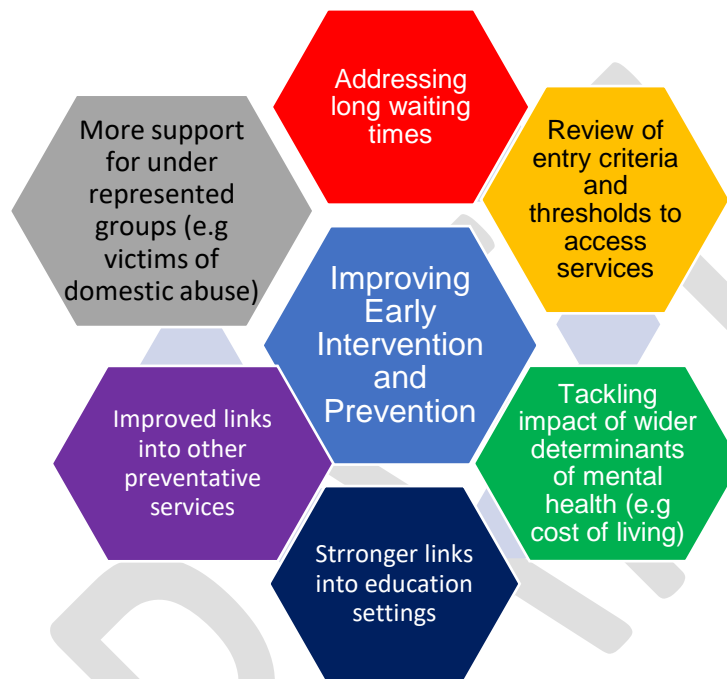 Addressing
long waiting
times
More support
for under
represented
groups (e.g
victims of
domestic abuse)
Review of
entry criteria
and
thresholds to
access
services
Improving
Early
Intervention
and
Prevention
Improved links
into other
preventative
services
Tackling
impact of wider
determinants
of mental
health (e.g
cost of living)
Strronger links
into education
settings